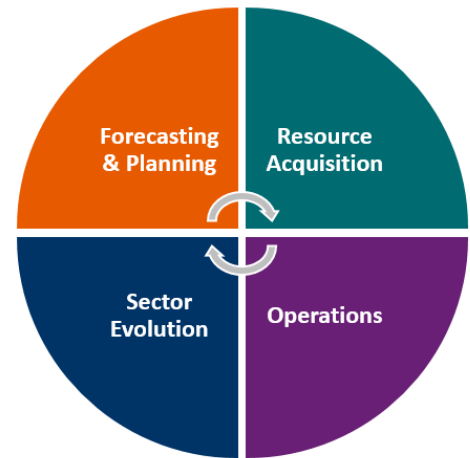 Forecasting
& Planning
Resource
Acquisition
Sector
Evolution
Operations